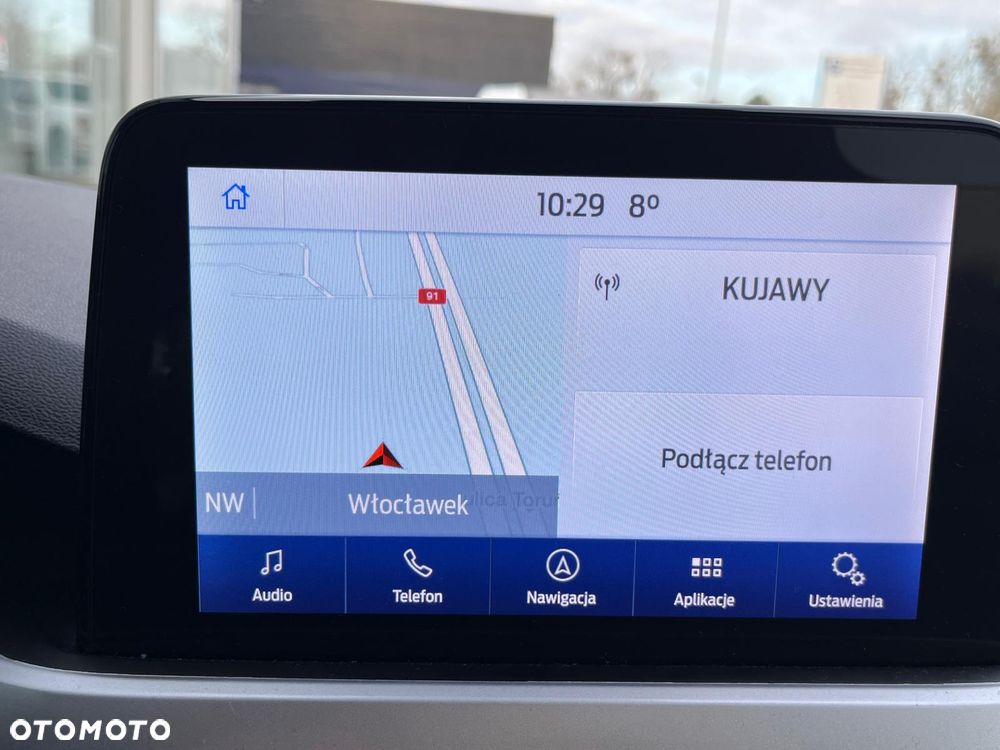 10:29 8º
91
KUJAWY
Podłącz telefon
NW Włocławek
Audio
Telefon
Nawigacja
Aplikacje
Ustawienia
OTOMOTO